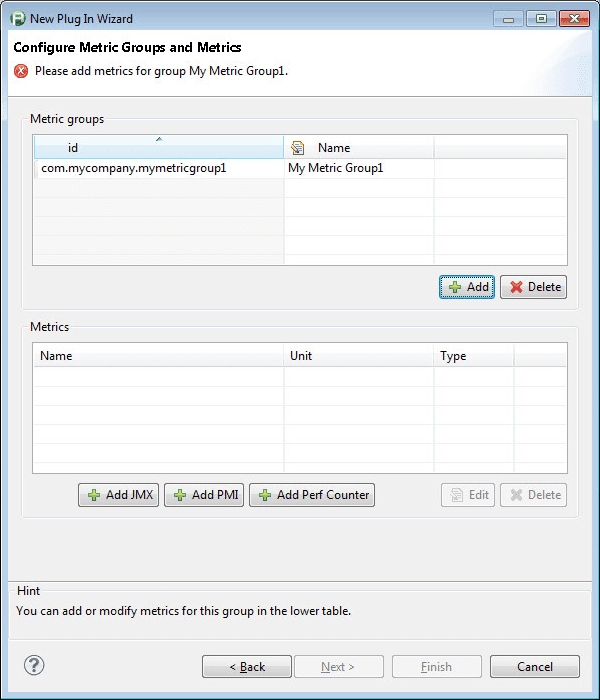 New Plug In Wizard
Configure Metric Groups and Metrics
Please add metrics for group My Metric Group1.
Metric groups
id Name
com.mycompany.mymetricgroup1 My Metric Group1
Add Delete
Metrics
Name Unit Type
Add JMX Add PMI Add Perf Counter Edit Delete
Hint
You can add or modify metrics for this group in the lower table.
? < Back Next > Finish Cancel